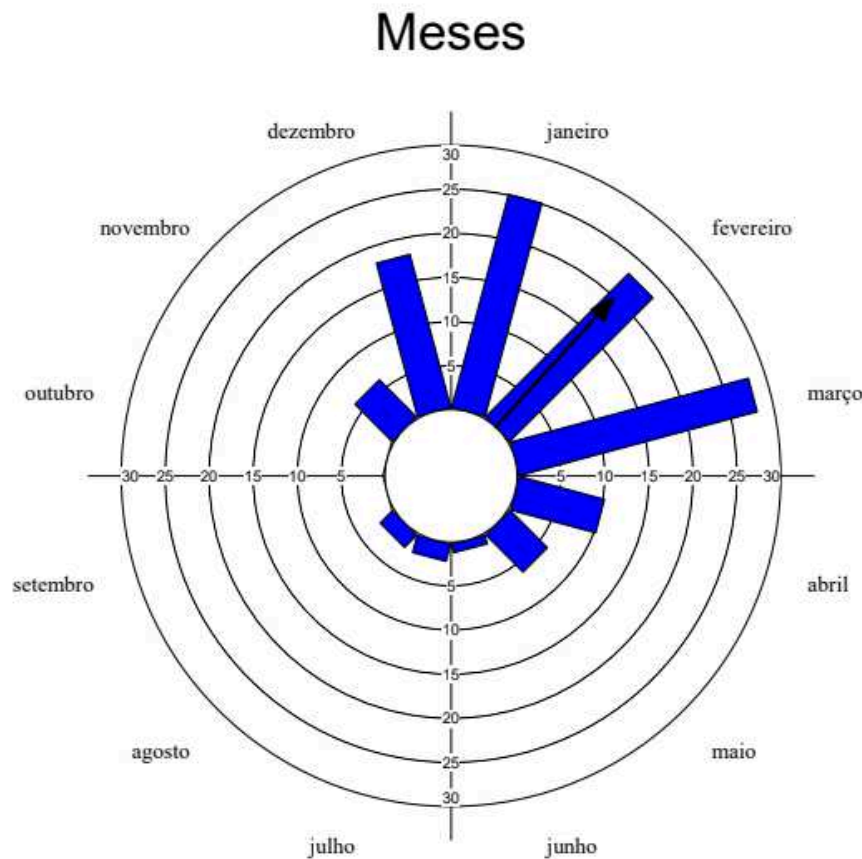 Meses
dezembro janeiro
30
25
novembro fevereiro
20
15
10
5
outubro março
30 25 20 15 10 5 5 10 15 20 25 30
setembro abril
5
10
15
20
agosto maio
25
30
julho junho